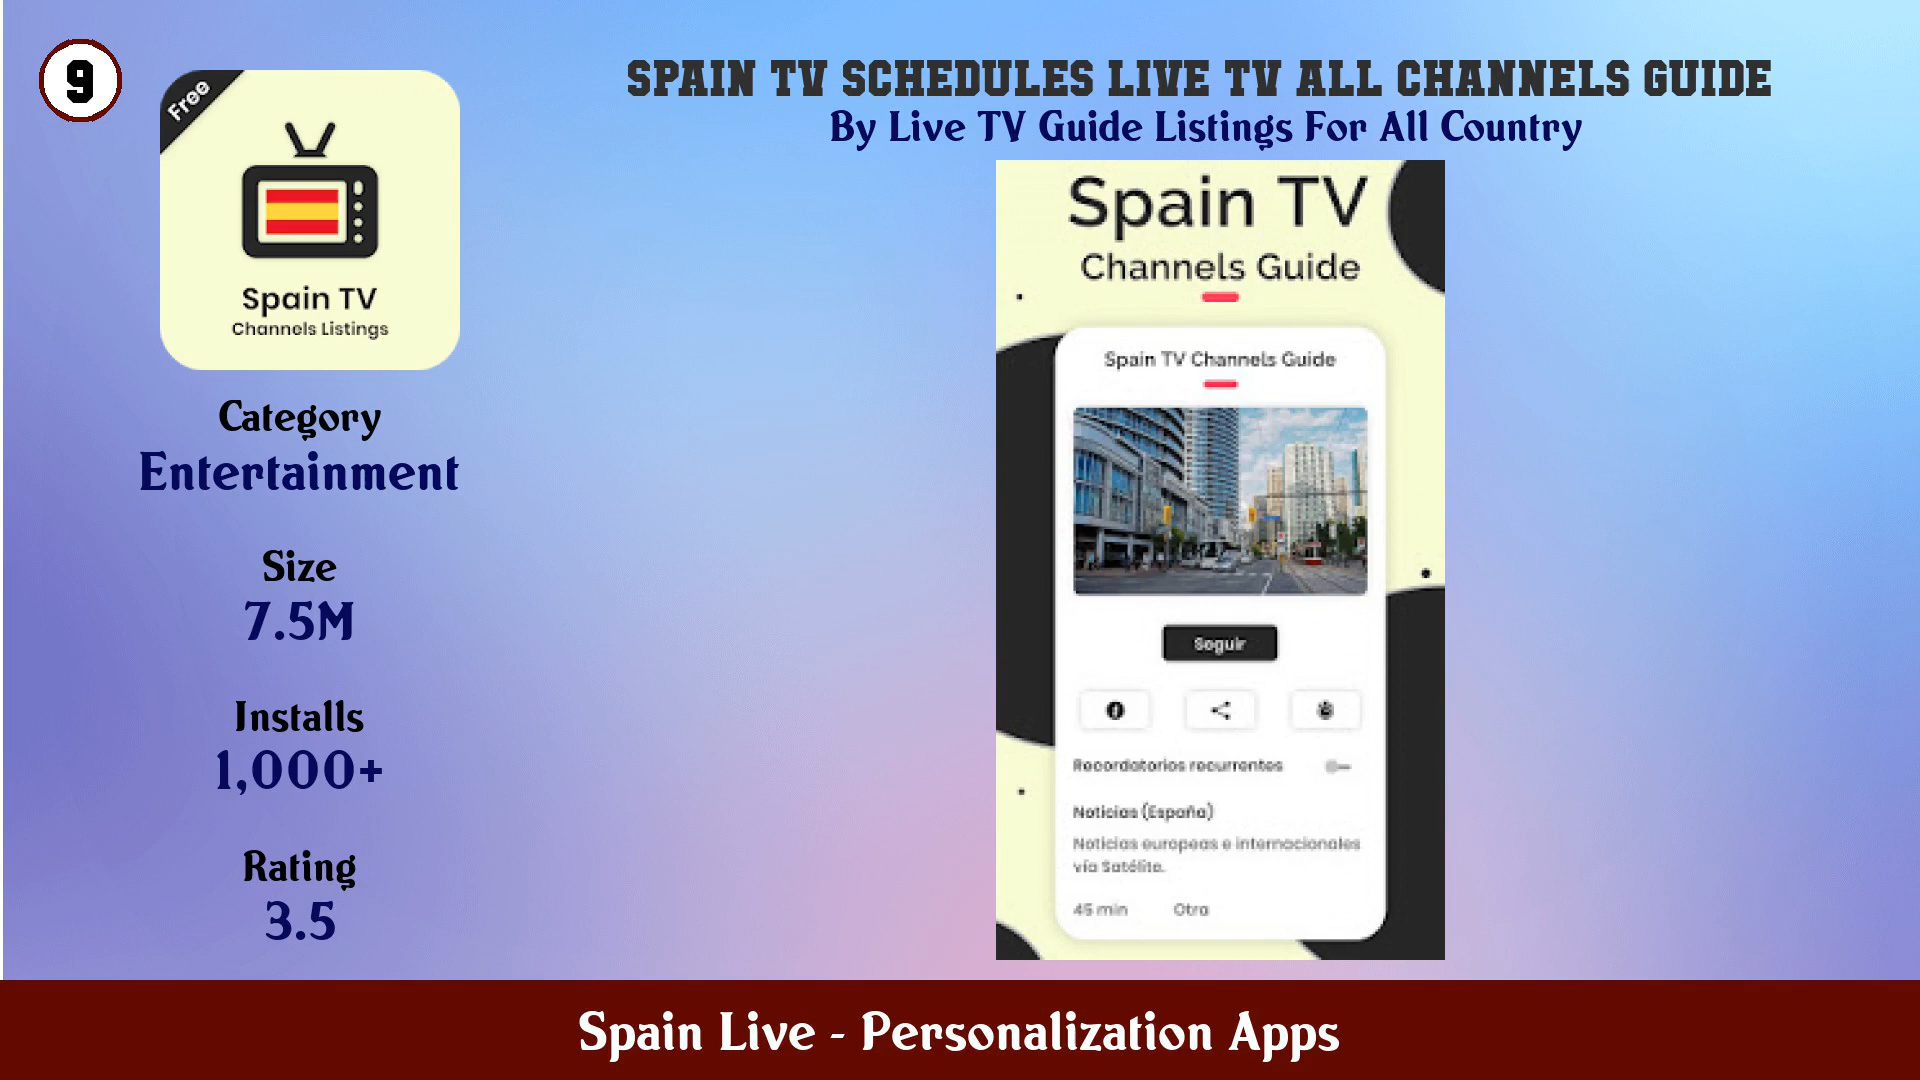 9
SPAIN TV SCHEDULES LIVE TV ALL CHANNELS GUIDE
By Live TV Guide Listings For All Country
Free
Spain TV
Channels Listings
Category
Entertainment
Size
7.5M
Installs
1,000+
Rating
3.5
Spain TV
Channels Guide
Spain TV Channels Guide
Seguir
Recordatorios recurrentes
Noticias (España)
Noticias europeas e internacionales
vía Satélite.
45 min Otra
Spain Live - Personalization Apps